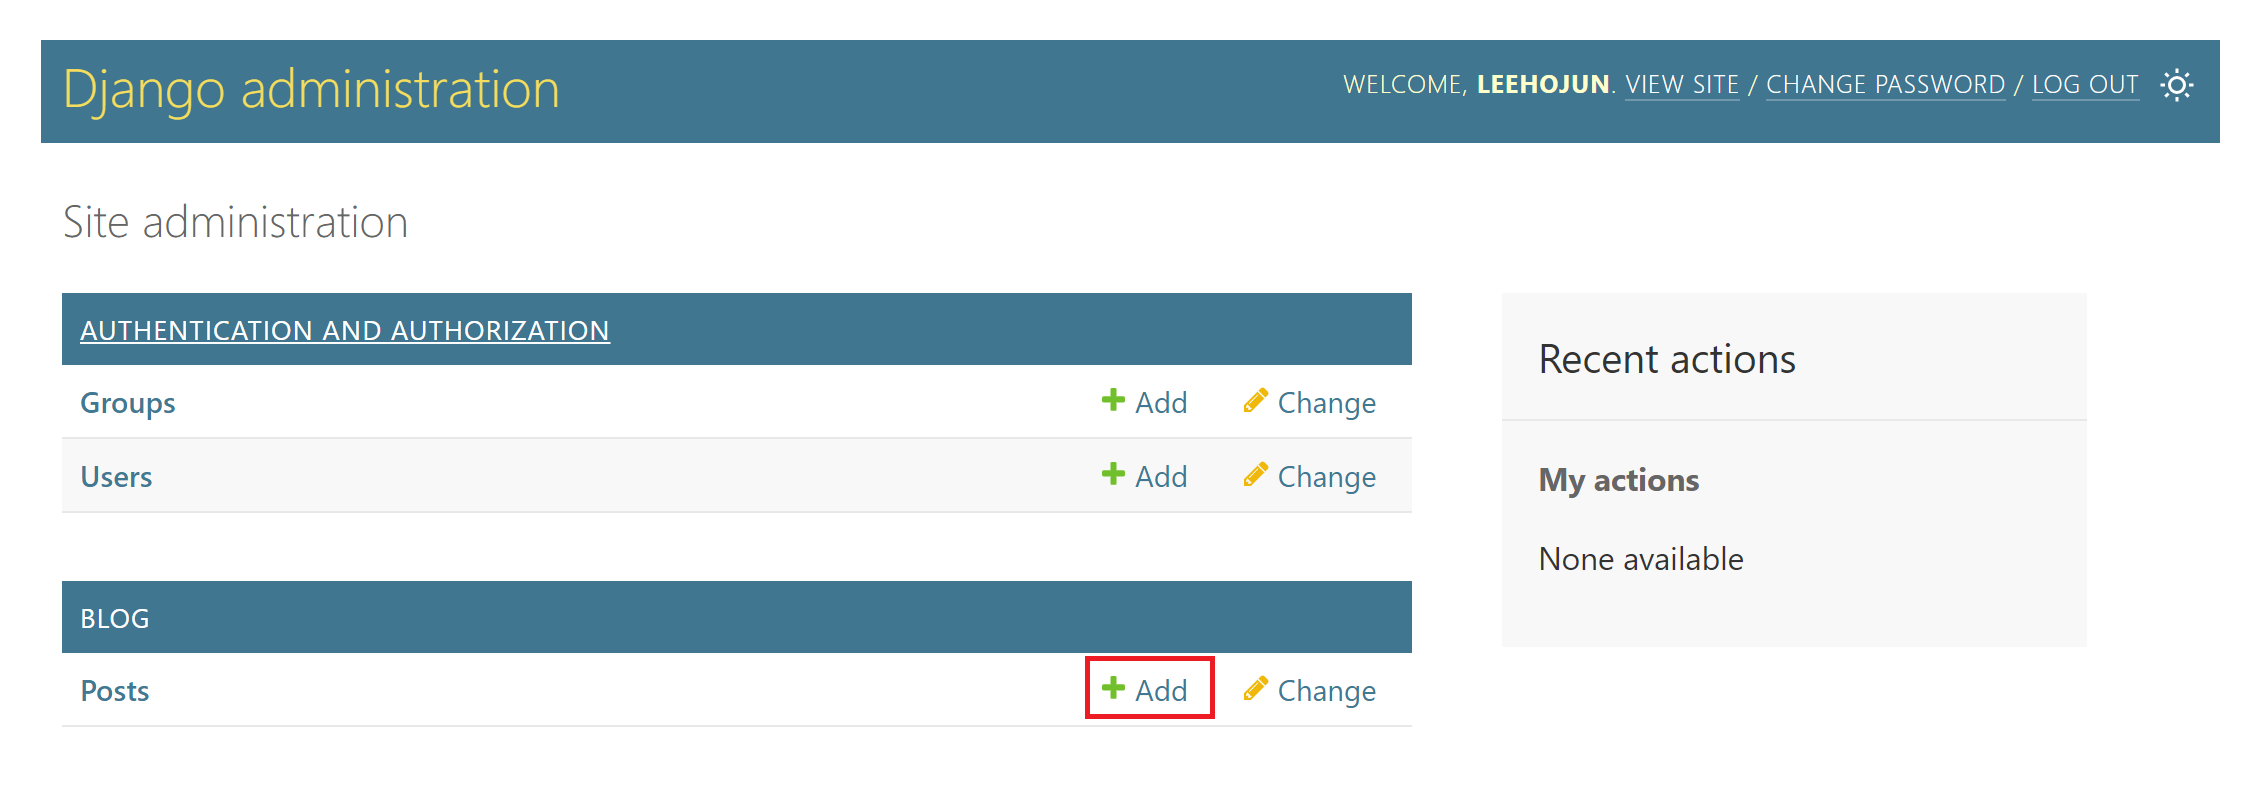 Django administration
WELCOME, LEEHOJUN. VIEW SITE / CHANGE PASSWORD / LOG OUT
Site administration
AUTHENTICATION AND AUTHORIZATION
Groups Add Change
Users Add Change
BLOG
Posts Add Change
Recent actions
My actions
None available